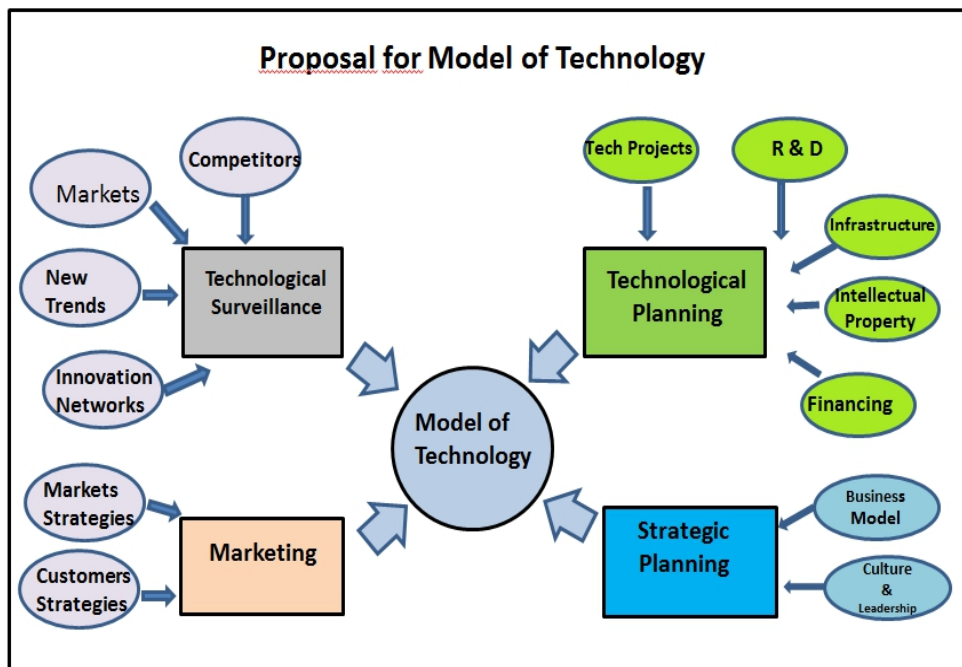 Proposal for Model of Technology
Competitors
Markets
New
Trends
Innovation
Networks
Technological
Surveillance
Tech Projects
R & D
Infrastructure
Intellectual
Property
Financing
Technological
Planning
Model of
Technology
Markets
Strategies
Customers
Strategies
Marketing
Strategic
Planning
Business
Model
Culture
&
Leadership